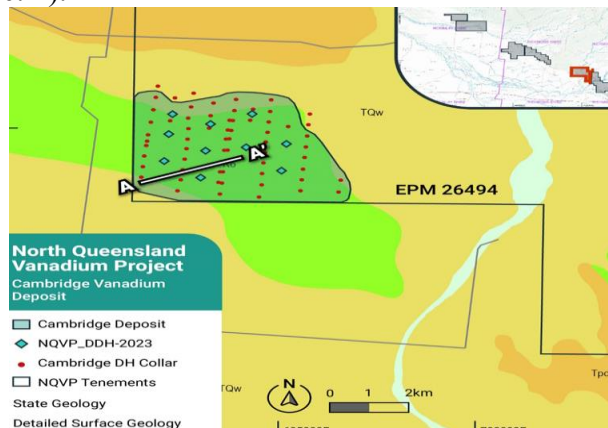 TQw
A'
A
EPM 26494
North Queensland
Vanadium Project
Cambridge Vanadium
Deposit
Cambridge Deposit
NQVP_DDH-2023
Cambridge DH Collar
NQVP Tenements
State Geology
Detailed Surface Geology
TQw
N
0 1 2km